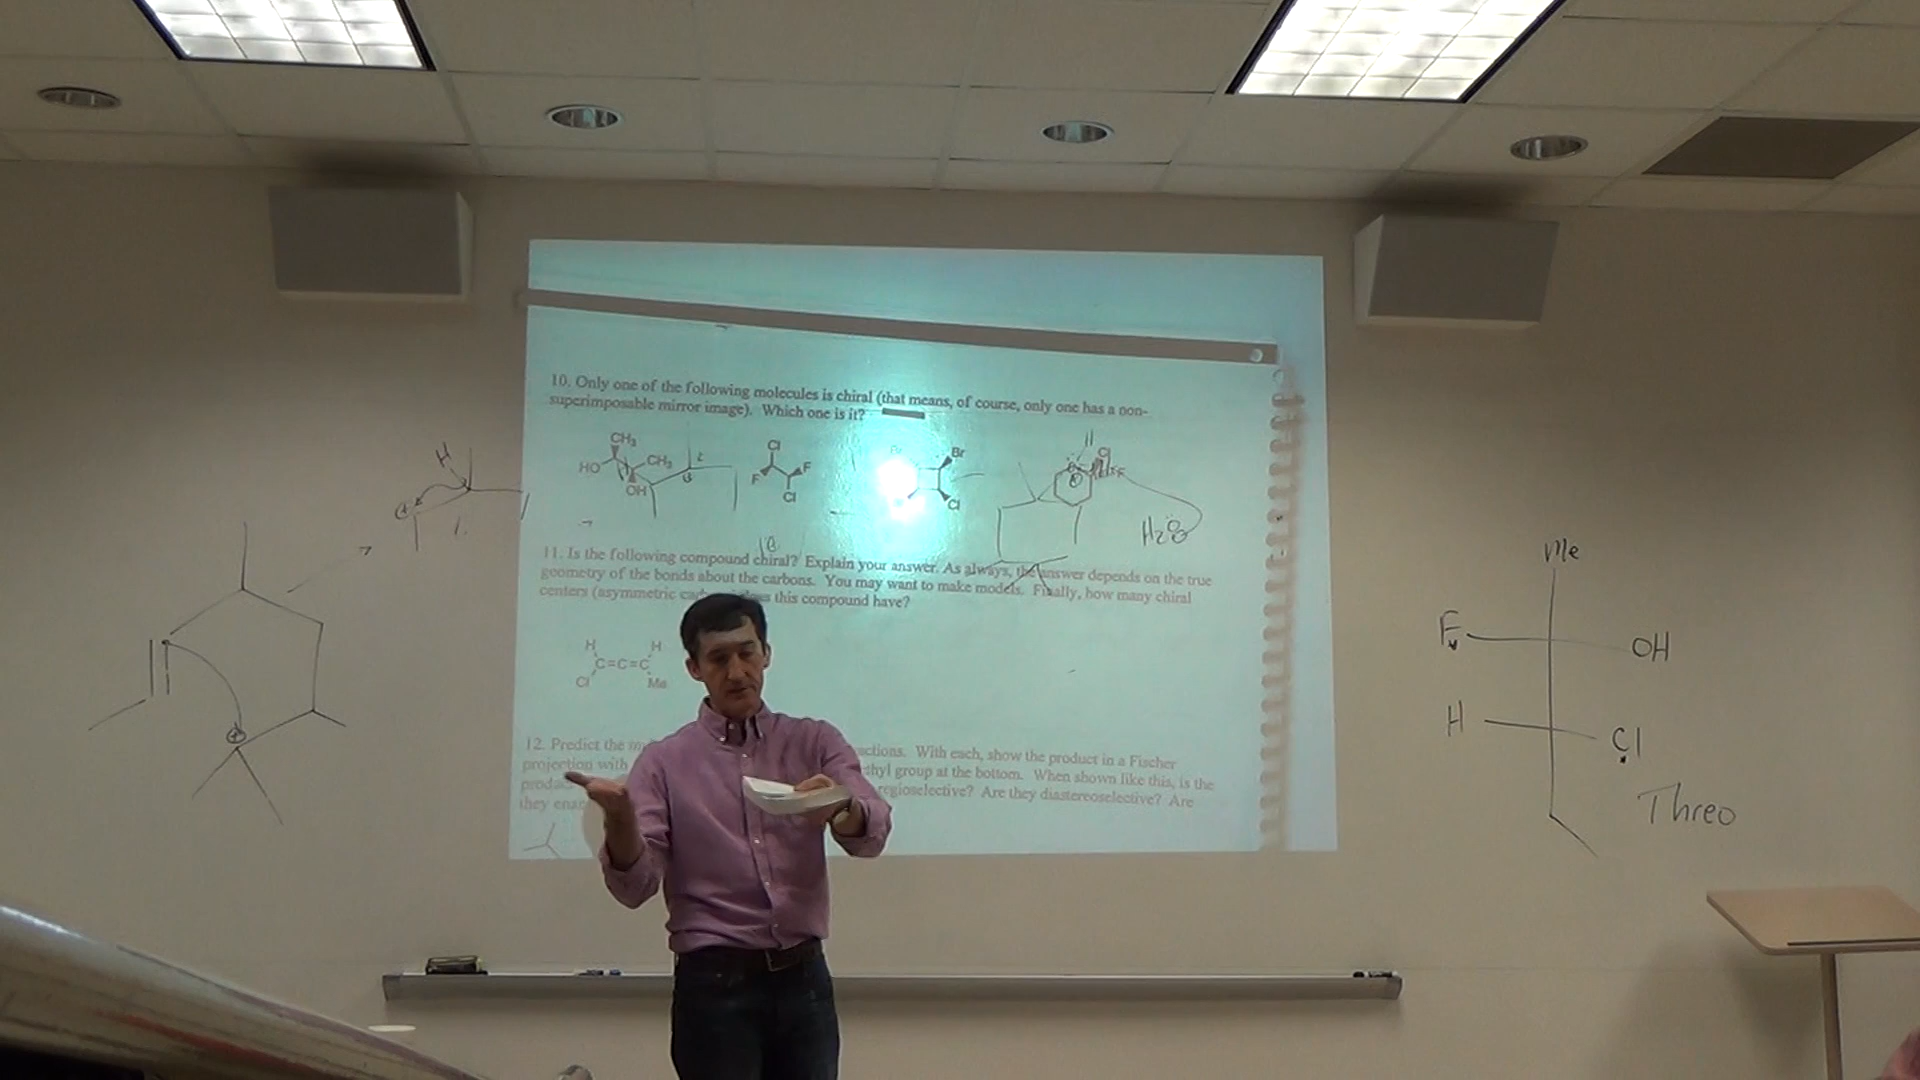 10. Only one of the following molecules is chiral (that means, of course, only one has a non-
superimposable mirror image). Which one is it?
CH₃
HO
CH₃
OH
Cl
F
F
Cl
Br
Cl
Cl
F
H₂O
H
11. Is the following compound chiral? Explain your answer. As always, the answer depends on the true
geometry of the bonds about the carbons. You may want to make models. Finally, how many chiral
centers (asymmetric this compound have?
H H
C=C=C
Cl Me
12. Predict the actions. With each, show the product in a Fischer
projection with group at the bottom. When shown like this, is the
regioselective? Are they diastereoselective? Are
they
Me
F OH
H Cl
Threo